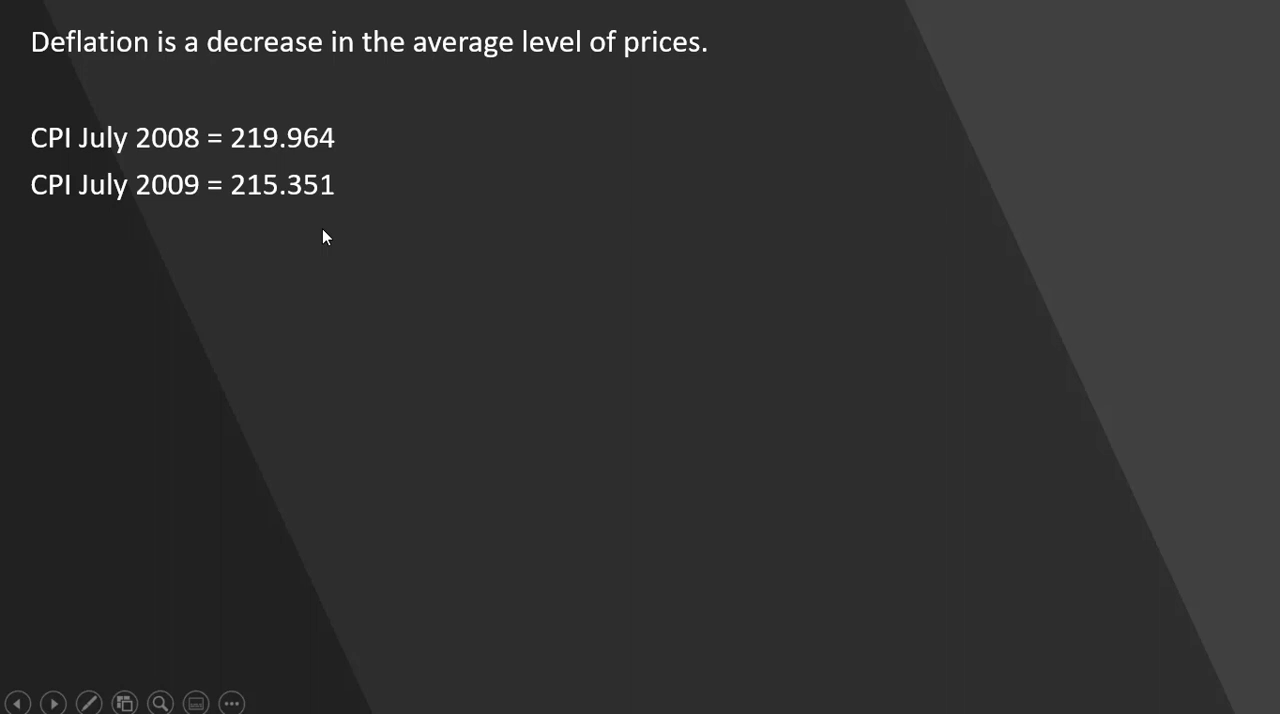 Deflation is a decrease in the average level of prices.
CPI July 2008 = 219.964
CPI July 2009 = 215.351